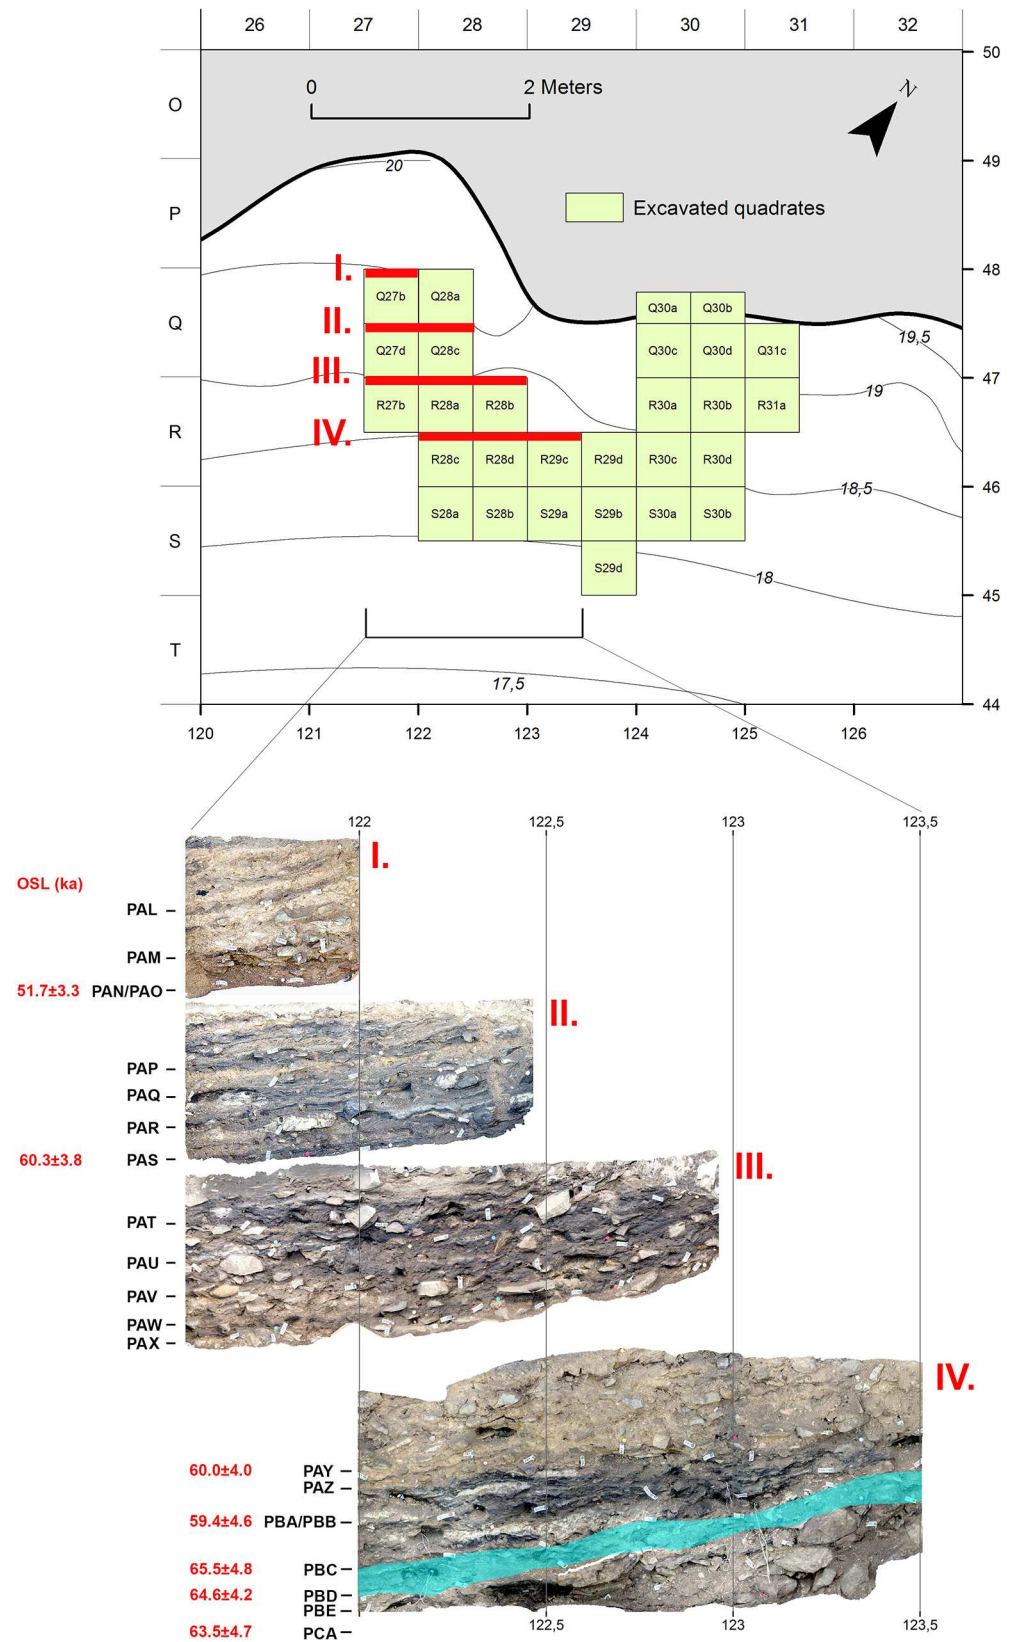 26 27 28 29 30 31 32
50
0 2 Meters
N
O
49
20
P
Excavated quadrates
48
I.
Q27b Q28a
Q30a Q30b
II.
Q
19,5
Q27d Q28c
Q30c Q30d Q31c
III.
47
19
R27b R28a R28b
R30a R30b R31a
IV.
R
R28c R28d R29c R29d R30c R30d
46
18,5
S28a S28b S29a S29b S30a S30b
S
S29d
18
45
T
17,5
44
120 121 122 123 124 125 126
122 122,5 123 123,5
I.
OSL (ka)
PAL
PAM
51.7±3.3 PAN/PAO
II.
PAP
PAQ
PAR
60.3±3.8 PAS
III.
PAT
PAU
PAV
PAW
PAX
IV.
60.0±4.0 PAY
PAZ
59.4±4.6 PBA/PBB
65.5±4.8 PBC
64.6±4.2 PBD
PBE
122,5 123 123,5
63.5±4.7 PCA